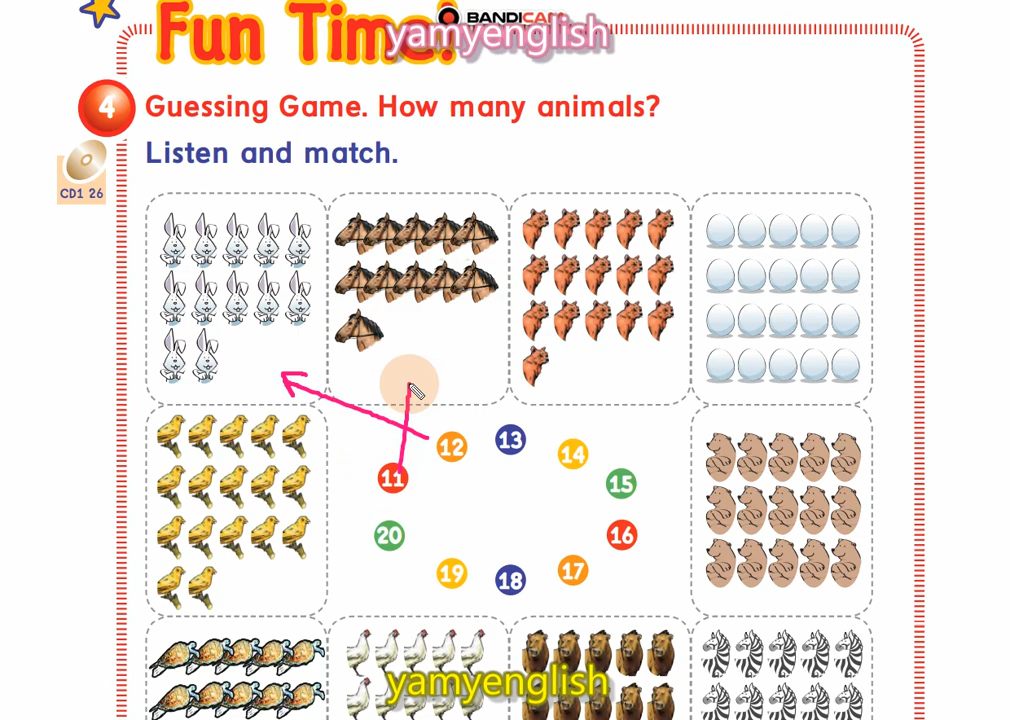 Fun Time!
BANDICAM
yamyenglish
4 Guessing Game. How many animals?
Listen and match.
CD1 26
12 13 14
11 15
20 16
19 18 17
yamyenglish